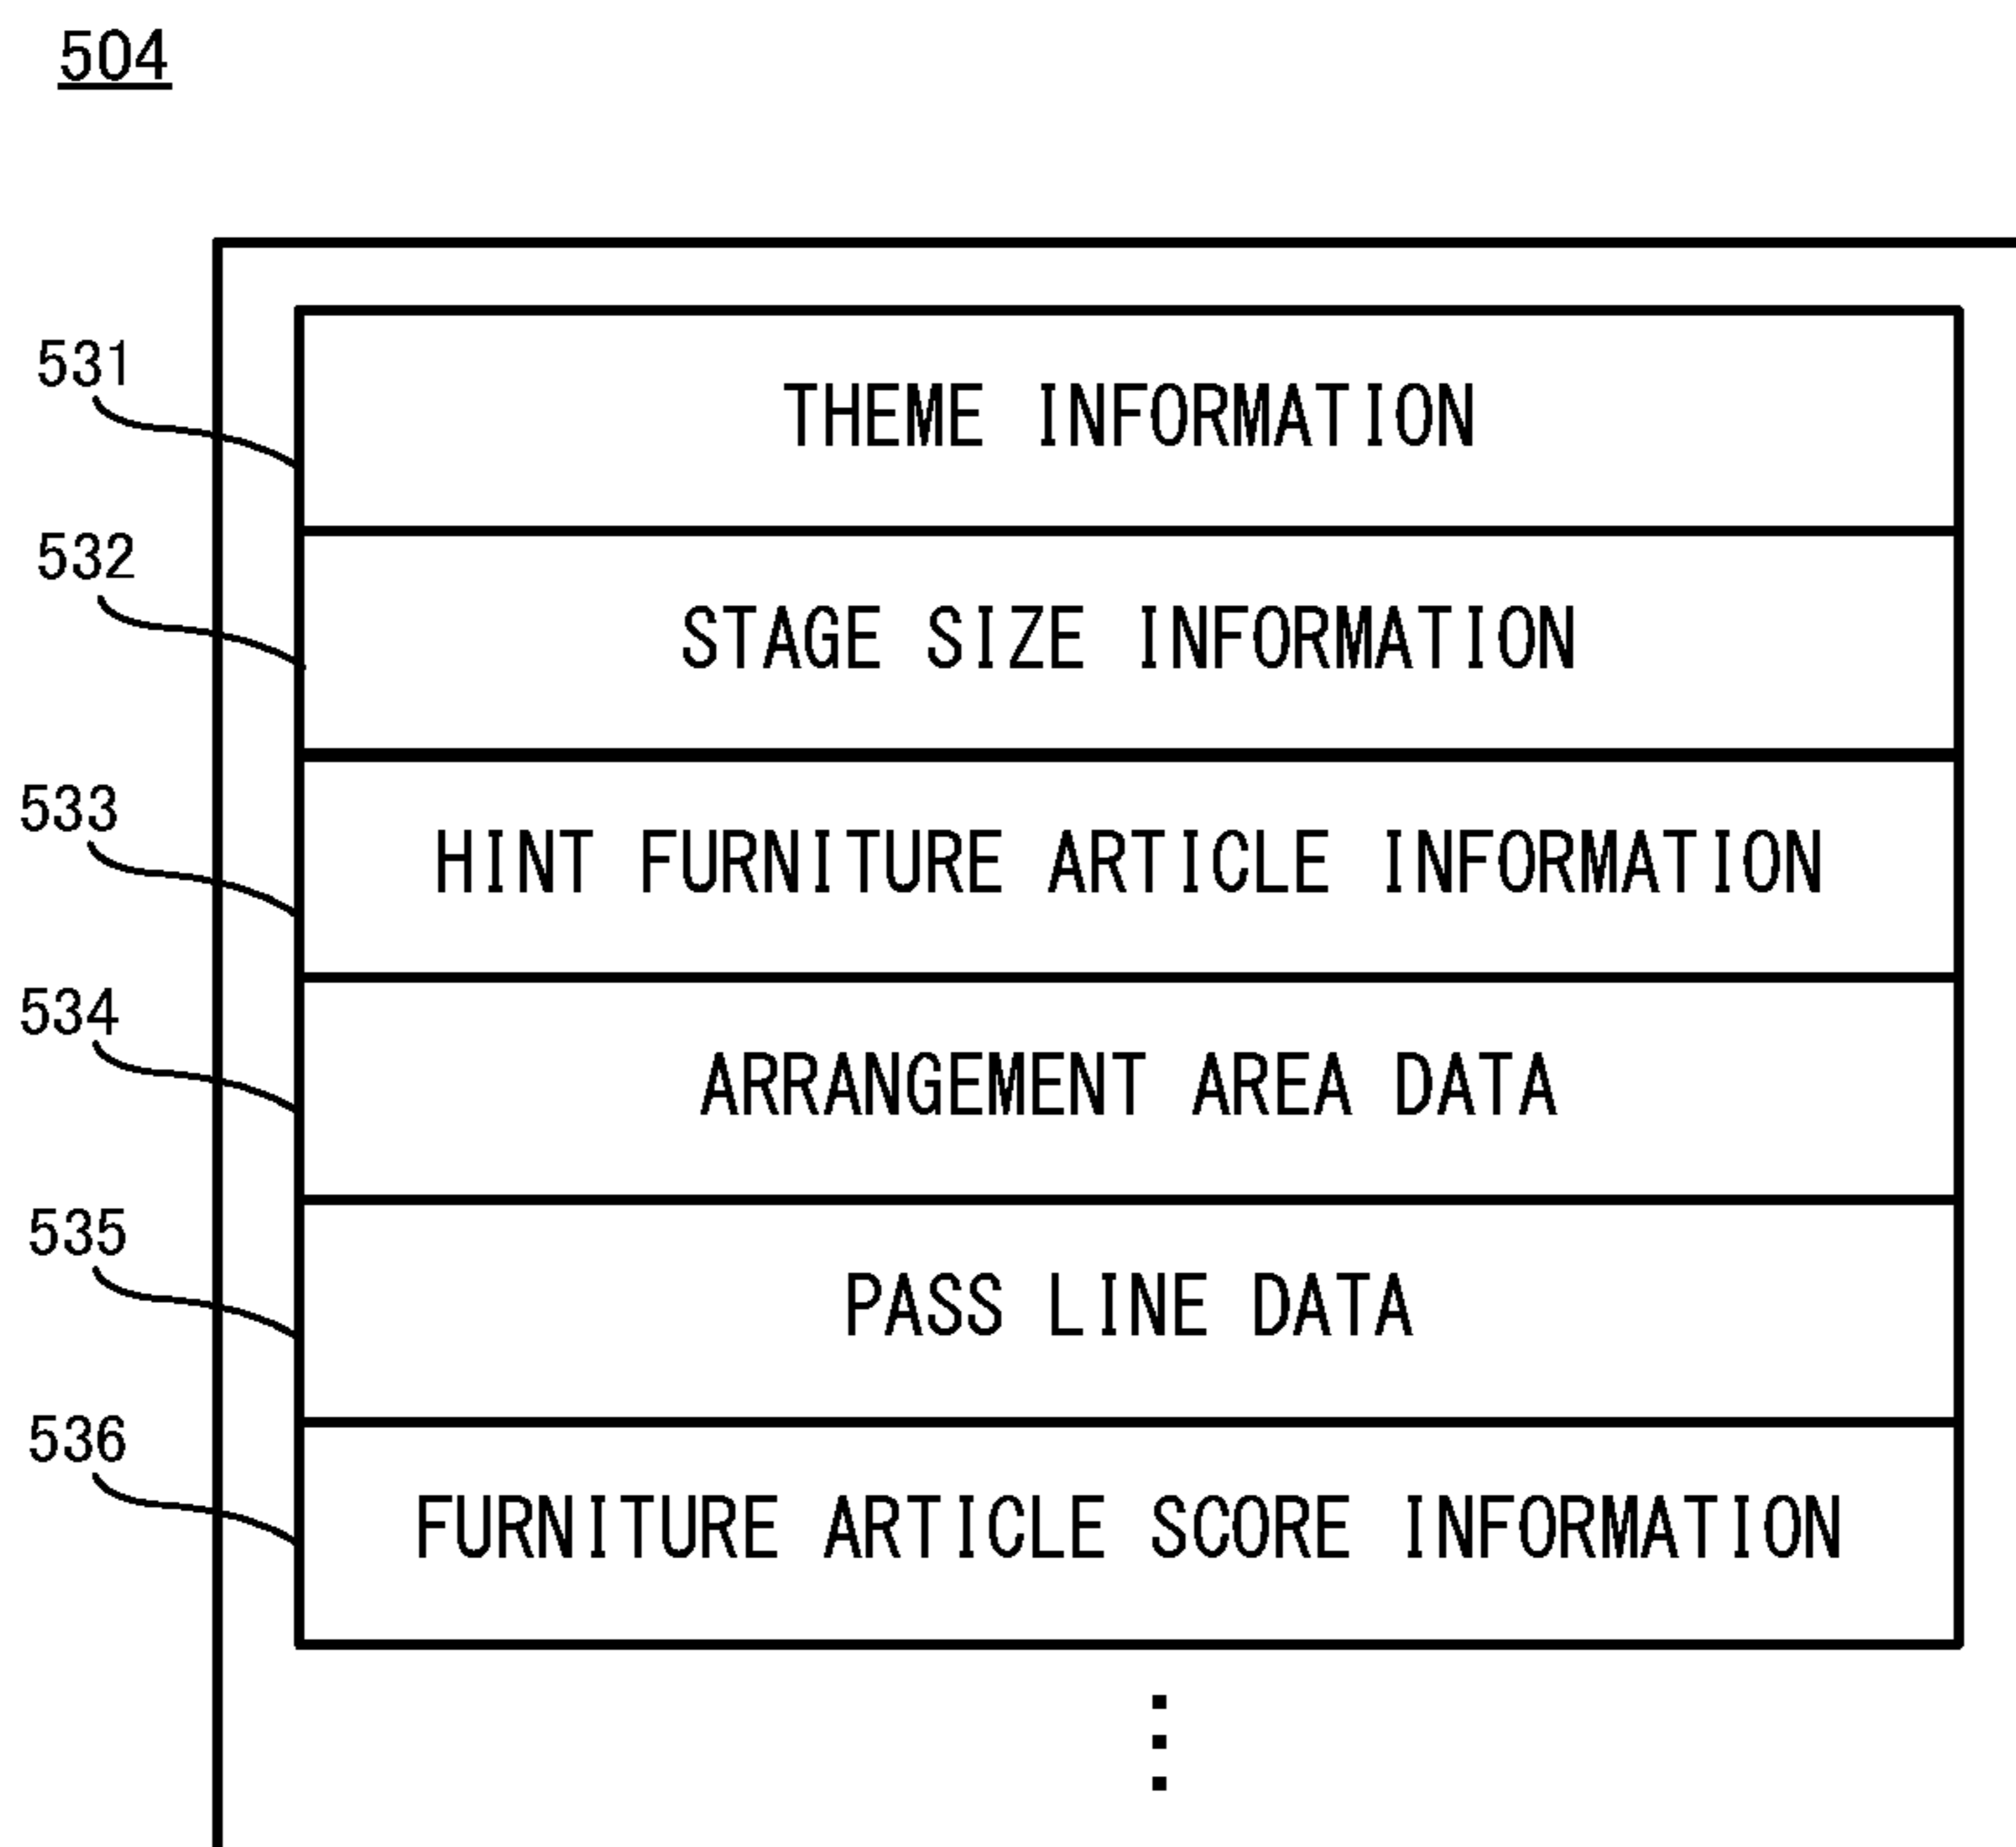 504
531
THEME INFORMATION
532
STAGE SIZE INFORMATION
533
HINT FURNITURE ARTICLE INFORMATION
534
ARRANGEMENT AREA DATA
535
PASS LINE DATA
536
FURNITURE ARTICLE SCORE INFORMATION